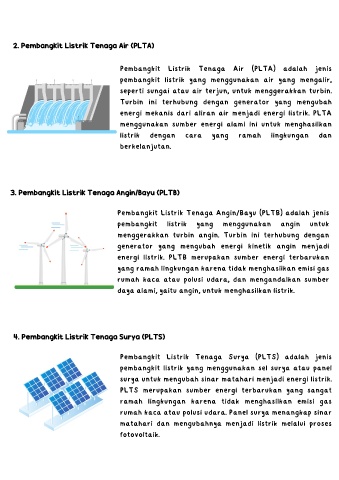 2. Pembangkit Listrik Tenaga Air (PLTA)
Pembangkit Listrik Tenaga Air (PLTA) adalah jenis
pembangkit listrik yang menggunakan air yang mengalir,
seperti sungai atau air terjun, untuk menggerakkan turbin.
Turbin ini terhubung dengan generator yang mengubah
energi mekanis dari aliran air menjadi energi listrik. PLTA
menggunakan sumber energi alami ini untuk menghasilkan
listrik dengan cara yang ramah lingkungan dan
berkelanjutan.
3. Pembangkit Listrik Tenaga Angin/Bayu (PLTB)
Pembangkit Listrik Tenaga Angin/Bayu (PLTB) adalah jenis
pembangkit listrik yang menggunakan angin untuk
menggerakkan turbin angin. Turbin ini terhubung dengan
generator yang mengubah energi kinetik angin menjadi
energi listrik. PLTB merupakan sumber energi terbarukan
yang ramah lingkungan karena tidak menghasilkan emisi gas
rumah kaca atau polusi udara, dan mengandalkan sumber
daya alami, yaitu angin, untuk menghasilkan listrik.
4. Pembangkit Listrik Tenaga Surya (PLTS)
Pembangkit Listrik Tenaga Surya (PLTS) adalah jenis
pembangkit listrik yang menggunakan sel surya atau panel
surya untuk mengubah sinar matahari menjadi energi listrik.
PLTS merupakan sumber energi terbarukan yang sangat
ramah lingkungan karena tidak menghasilkan emisi gas
rumah kaca atau polusi udara. Panel surya menangkap sinar
matahari dan mengubahnya menjadi listrik melalui proses
fotovoltaik.